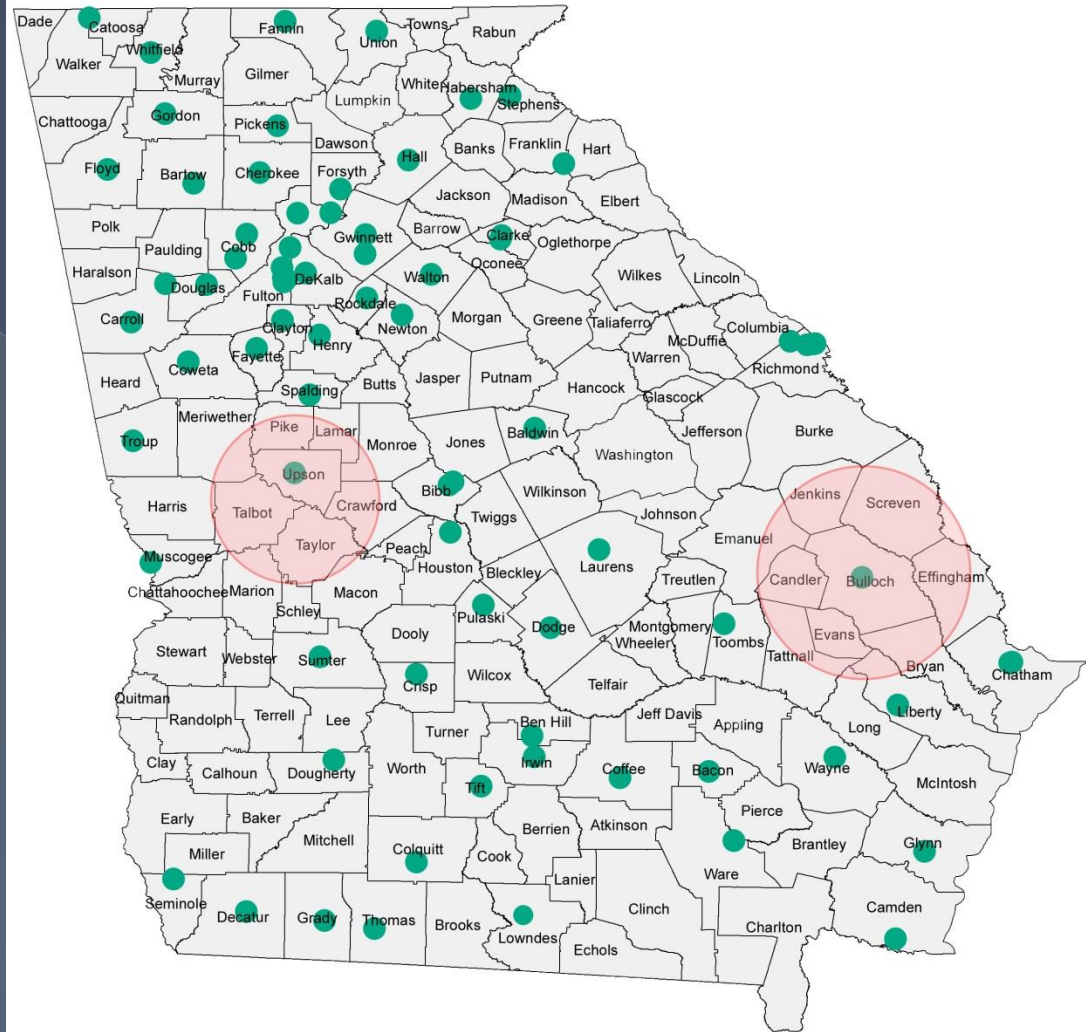 Dade
Catoosa
Fannin
Towns
Rabun
Union
Whitfield
Walker
Murray
Gilmer
White
Habersham
Stephens
Lumpkin
Chattooga
Gordon
Pickens
Dawson
Banks
Franklin
Hart
Floyd
Bartow
Cherokee
Forsyth
Hall
Jackson
Madison
Elbert
Polk
Paulding
Cobb
Gwinnett
Barrow
Clarke
Oglethorpe
Oconee
Haralson
Douglas
Fulton
DeKalb
Walton
Wilkes
Lincoln
Carroll
Clayton
Rockdale
Newton
Morgan
Greene
Taliaferro
Columbia
McDuffie
Heard
Coweta
Fayette
Henry
Warren
Richmond
Spalding
Butts
Jasper
Putnam
Hancock
Glascock
Troup
Meriwether
Pike
Lamar
Monroe
Jones
Baldwin
Jefferson
Burke
Washington
Upson
Harris
Talbot
Crawford
Bibb
Wilkinson
Jenkins
Screven
Twiggs
Johnson
Emanuel
Taylor
Peach
Muscogee
Houston
Bleckley
Laurens
Treutlen
Candler
Bulloch
Effingham
Chattahoochee
Marion
Macon
Schley
Pulaski
Dooly
Dodge
Montgomery
Wheeler
Toombs
Evans
Tattnall
Stewart
Webster
Sumter
Crisp
Wilcox
Telfair
Bryan
Chatham
Quitman
Randolph
Terrell
Lee
Turner
Ben Hill
Jeff Davis
Appling
Long
Liberty
Clay
Calhoun
Dougherty
Worth
Irwin
Tift
Coffee
Bacon
Wayne
McIntosh
Early
Baker
Mitchell
Berrien
Atkinson
Pierce
Brantley
Glynn
Miller
Colquitt
Cook
Lanier
Ware
Seminole
Decatur
Grady
Thomas
Brooks
Lowndes
Clinch
Echols
Charlton
Camden